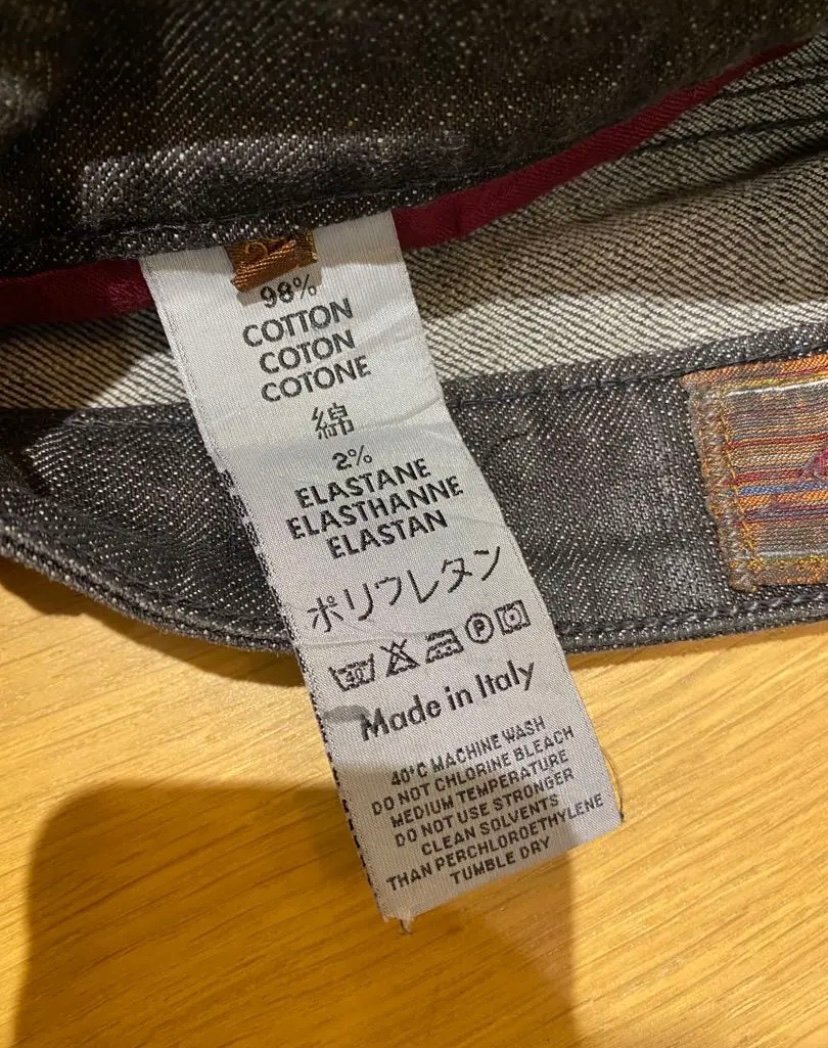 98%
COTTON
COTON
COTONE
綿
2%
ELASTANE
ELASTHANNE
ELASTAN
ポリウレタン
40 P
Made in Italy
40°C MACHINE WASH
DO NOT CHLORINE BLEACH
MEDIUM TEMPERATURE
DO NOT USE STRONGER
CLEAN SOLVENTS
THAN PERCHLOROETHYLENE
TUMBLE DRY